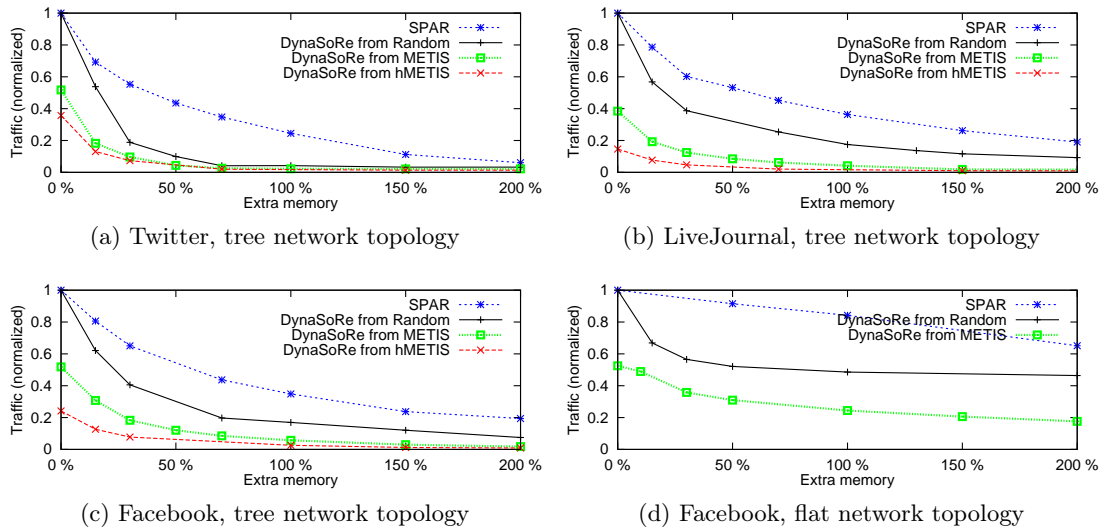 1
0.8
0.6
0.4
0.2
0
0 %
50 %
100 %
150 %
200 %
Traffic (normalized)
Extra memory
SPAR
DynaSoRe from Random
DynaSoRe from METIS
DynaSoRe from hMETIS
(a) Twitter, tree network topology
1
0.8
0.6
0.4
0.2
0
0 %
50 %
100 %
150 %
200 %
Traffic (normalized)
Extra memory
SPAR
DynaSoRe from Random
DynaSoRe from METIS
DynaSoRe from hMETIS
(b) LiveJournal, tree network topology
1
0.8
0.6
0.4
0.2
0
0 %
50 %
100 %
150 %
200 %
Traffic (normalized)
Extra memory
SPAR
DynaSoRe from Random
DynaSoRe from METIS
DynaSoRe from hMETIS
(c) Facebook, tree network topology
1
0.8
0.6
0.4
0.2
0
0 %
50 %
100 %
150 %
200 %
Traffic (normalized)
Extra memory
SPAR
DynaSoRe from Random
DynaSoRe from METIS
(d) Facebook, flat network topology